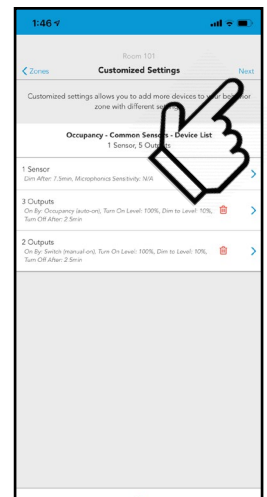 1:46
Room 101
Zones
Customized Settings
Next
Customized settings allows you to add more devices to your behavior
zone with different
Occupancy - Common Sensors - Device List
1 Sensor, 5 Outputs
1 Sensor
Dim After: 7.5min, Microphonics Sensitivity: N/A
3 Outputs
On By: Occupancy (auto-on), Turn On Level: 100%, Dim to Level: 10%,
Turn Off After: 2.5min
2 Outputs
On By: Switch (manual-on), Turn On Level: 100%, Dim to Level: 10%,
Turn Off After: 2.5min